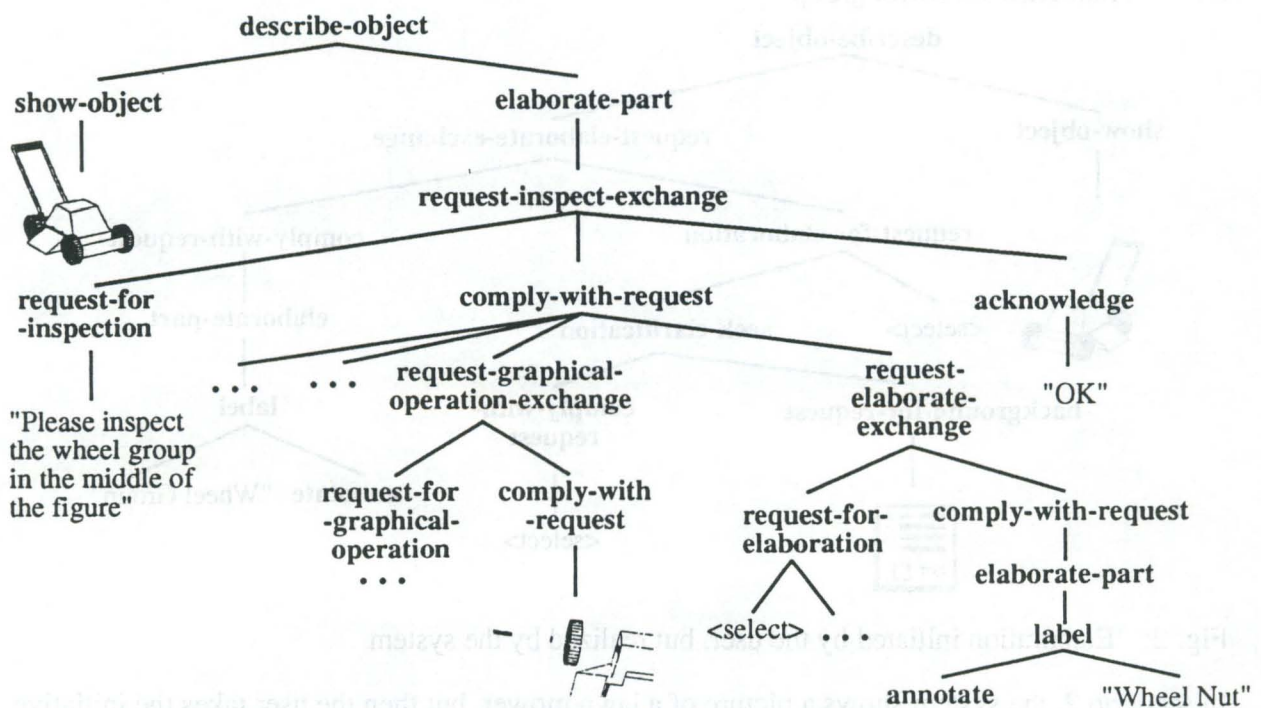 describe-object
show-object
elaborate-part
request-inspect-exchange
request-for
-inspection
comply-with-request
acknowledge
"Please inspect
the wheel group
in the middle of
the figure"
• • •
• • •
request-graphical-
operation-exchange
request-
elaborate-
exchange
"OK"
request-for
-graphical-
operation
• • •
comply-with
-request
request-for-
elaboration
comply-with-request
<select>
• • •
elaborate-part
label
annotate
"Wheel Nut"